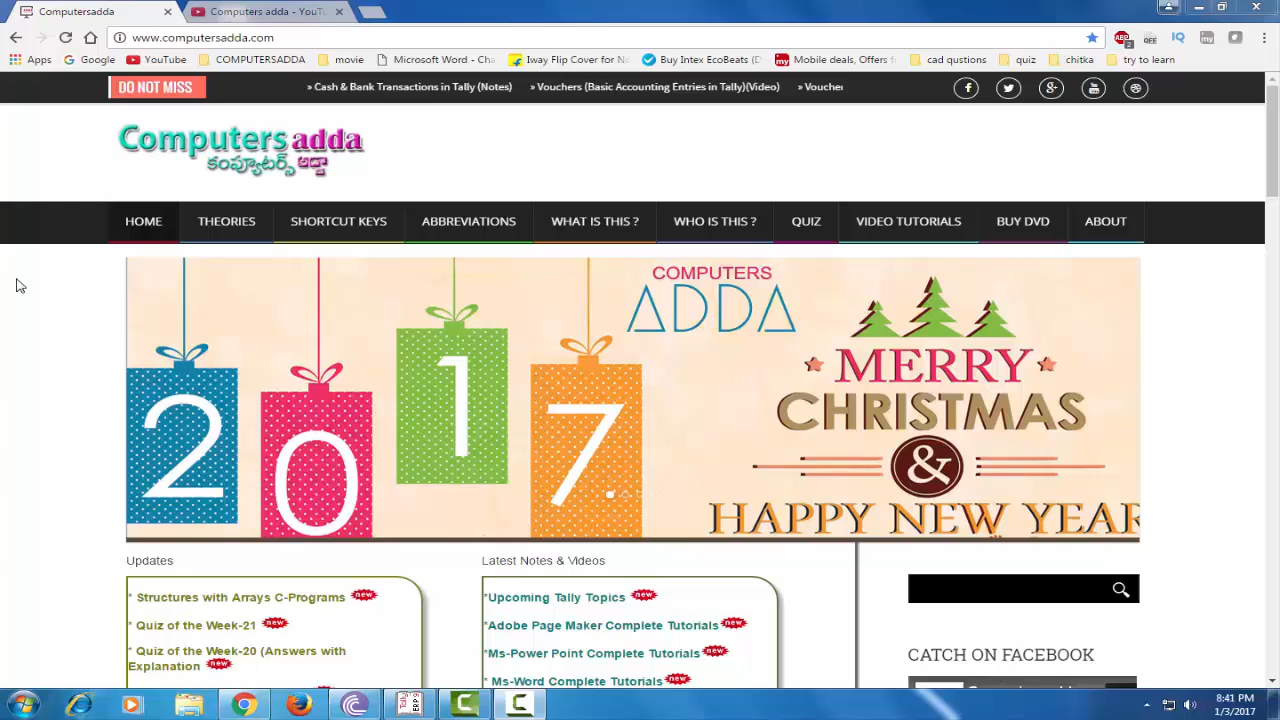 Computersadda
Computers adda - YouTu
www.computersadda.com
Apps
Google
YouTube
COMPUTERSADDA
movie
Microsoft Word - Cha
Iway Flip Cover for No
Buy Intex EcoBeats (D
Mobile deals, Offers f
cad qustions
quiz
chitka
try to learn
DO NOT MISS
» Cash & Bank Transactions in Tally (Notes)
» Vouchers (Basic Accounting Entries in Tally)(Video)
» Voucher
Computers adda
కంప్యూటర్స్ అడ్డా
HOME
THEORIES
SHORTCUT KEYS
ABBREVIATIONS
WHAT IS THIS ?
WHO IS THIS ?
QUIZ
VIDEO TUTORIALS
BUY DVD
ABOUT
2017
COMPUTERS
ADDA
MERRY
CHRISTMAS
&
HAPPY NEW YEAR
Updates
* Structures with Arrays C-Programs new
* Quiz of the Week-21 new
* Quiz of the Week-20 (Answers with
Explanation new
Latest Notes & Videos
*Upcoming Tally Topics new
*Adobe Page Maker Complete Tutorials new
*Ms-Power Point Complete Tutorials new
* Ms-Word Complete Tutorials new
CATCH ON FACEBOOK
8:41 PM
1/3/2017